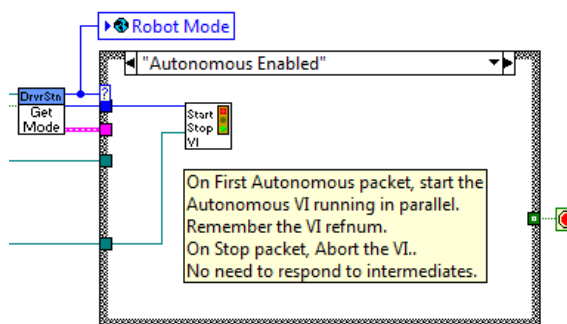 Robot Mode
"Autonomous Enabled"
DrvrStn
Get
Mode
?
Start
Stop
VI
On First Autonomous packet, start the
Autonomous VI running in parallel.
Remember the VI refnum.
On Stop packet, Abort the VI..
No need to respond to intermediates.